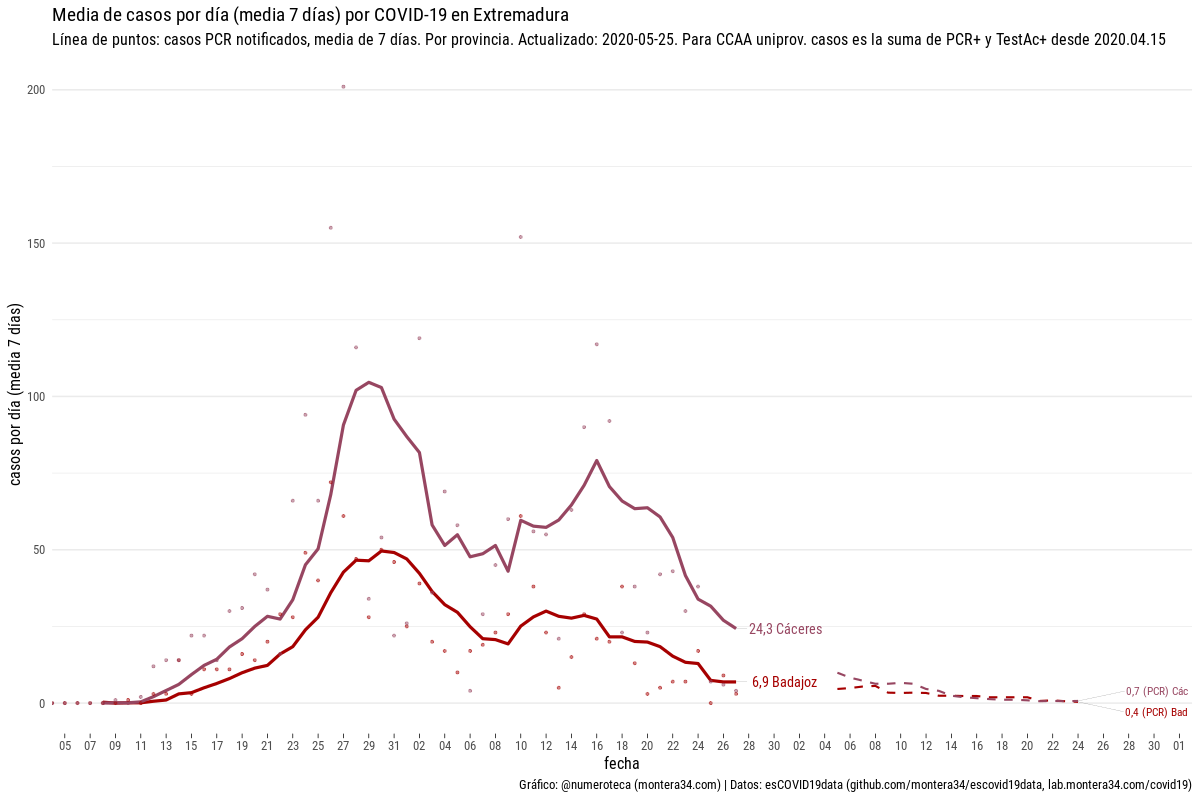 Media de casos por día (media 7 días) por COVID-19 en Extremadura
Línea de puntos: casos PCR notificados, media de 7 días. Por provincia. Actualizado: 2020-05-25. Para CCAA uniprov. casos es la suma de PCR+ y TestAc+ desde 2020.04.15
casos por día (media 7 días)
200
150
100
50
0
24,3 Cáceres
6,9 Badajoz
0,7 (PCR) Các
0,4 (PCR) Bad
05 07 09 11 13 15 17 19 21 23 25 27 29 31 02 04 06 08 10 12 14 16 18 20 22 24 26 28 30 02 04 06 08 10 12 14 16 18 20 22 24 26 28 30 01
fecha
Gráfico: @numeroteca (montera34.com) | Datos: esCOVID19data (github.com/montera34/escovid19data, lab.montera34.com/covid19)